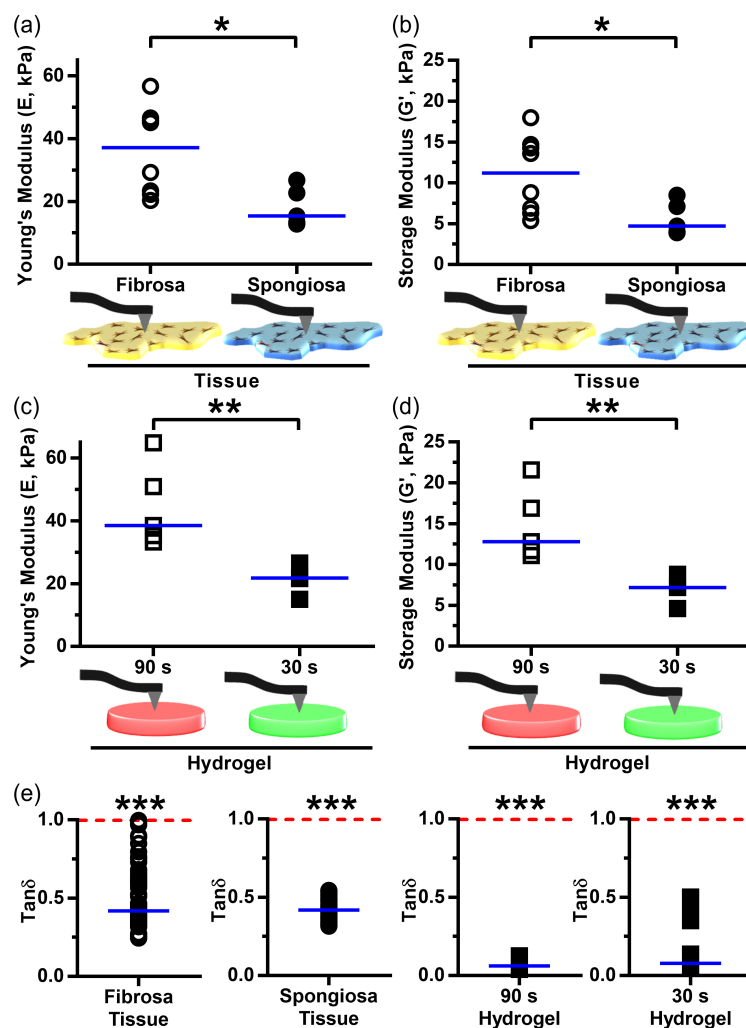 (a)
*
Young's Modulus (E, kPa)
60
40
20
0
Fibrosa Spongiosa
Tissue
(b)
*
Storage Modulus (G', kPa)
25
20
15
10
5
0
Fibrosa Spongiosa
Tissue
(c)
**
Young's Modulus (E, kPa)
60
40
20
0
90 s 30 s
Hydrogel
(d)
**
Storage Modulus (G', kPa)
25
20
15
10
5
0
90 s 30 s
Hydrogel
(e)
***
Tanδ
1.0
0.5
0.0
Fibrosa
Tissue
***
Tanδ
1.0
0.5
0.0
Spongiosa
Tissue
***
Tanδ
1.0
0.5
0.0
90 s
Hydrogel
***
Tanδ
1.0
0.5
0.0
30 s
Hydrogel